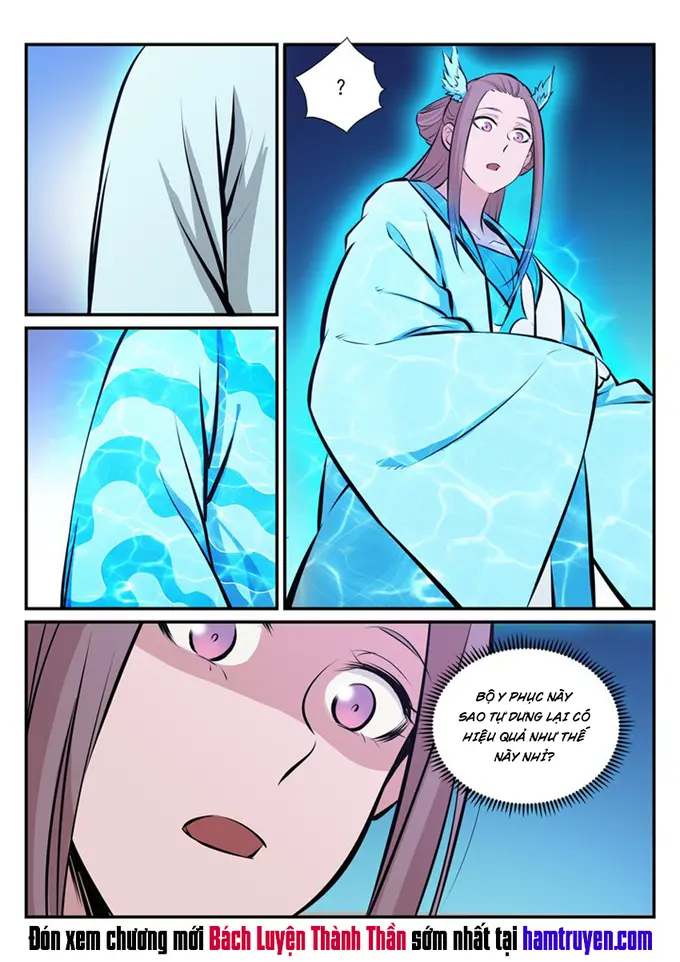 ?
BỘ Y PHỤC NÀY
SAO TỰ DƯNG LẠI CÓ
HIỆU QUẢ NHƯ THẾ
NÀY NHỈ?
Đón xem chương mới Bách Luyện Thành Thần sớm nhất tại hamtruyen.com